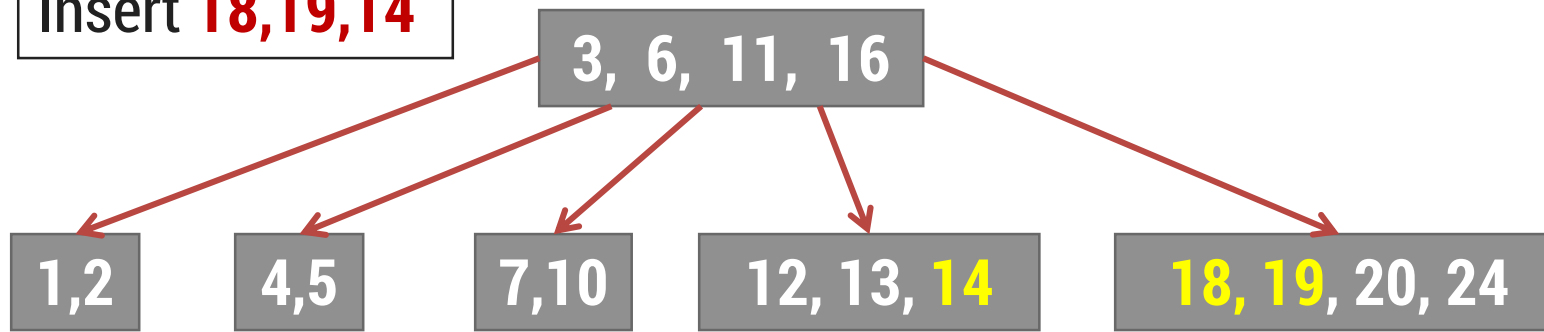 Insert 18,19,14
3, 6, 11, 16
1,2
4,5
7,10
12, 13, 14
18, 19, 20, 24